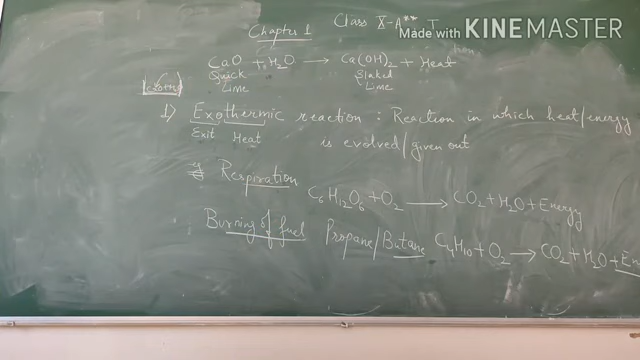 Made with KINEMASTER
Chapter 1 Class X-A**
CaO + H2O → Ca(OH)2 + Heat
Quick Slaked
Lime Lime
1) Exothermic reaction : Reaction in which heat/energy
Exit Heat is evolved/given out
eg Respiration
C6H12O6 + O2 → CO2 + H2O + Energy
Burning of fuel Propane/Butane C4H10 + O2 → CO2 + H2O + En